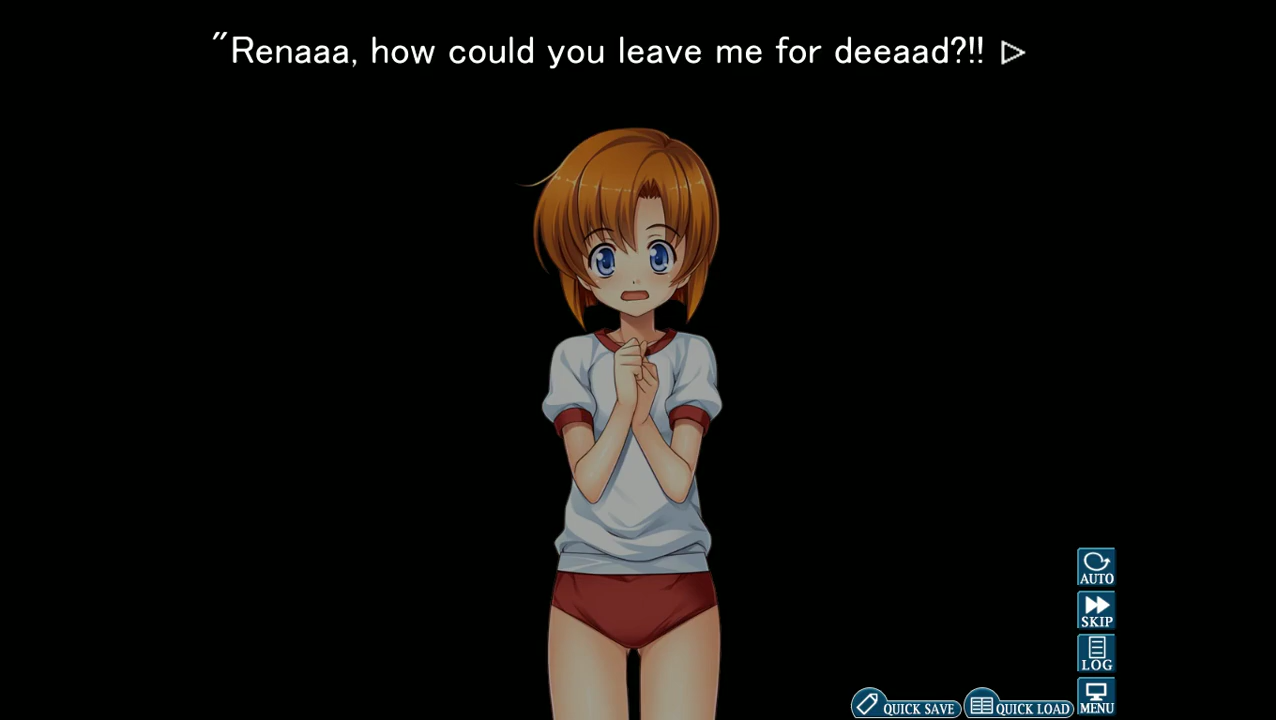 "Renaaa, how could you leave me for deeaad?!!
AUTO
SKIP
LOG
QUICK SAVE
QUICK LOAD
MENU